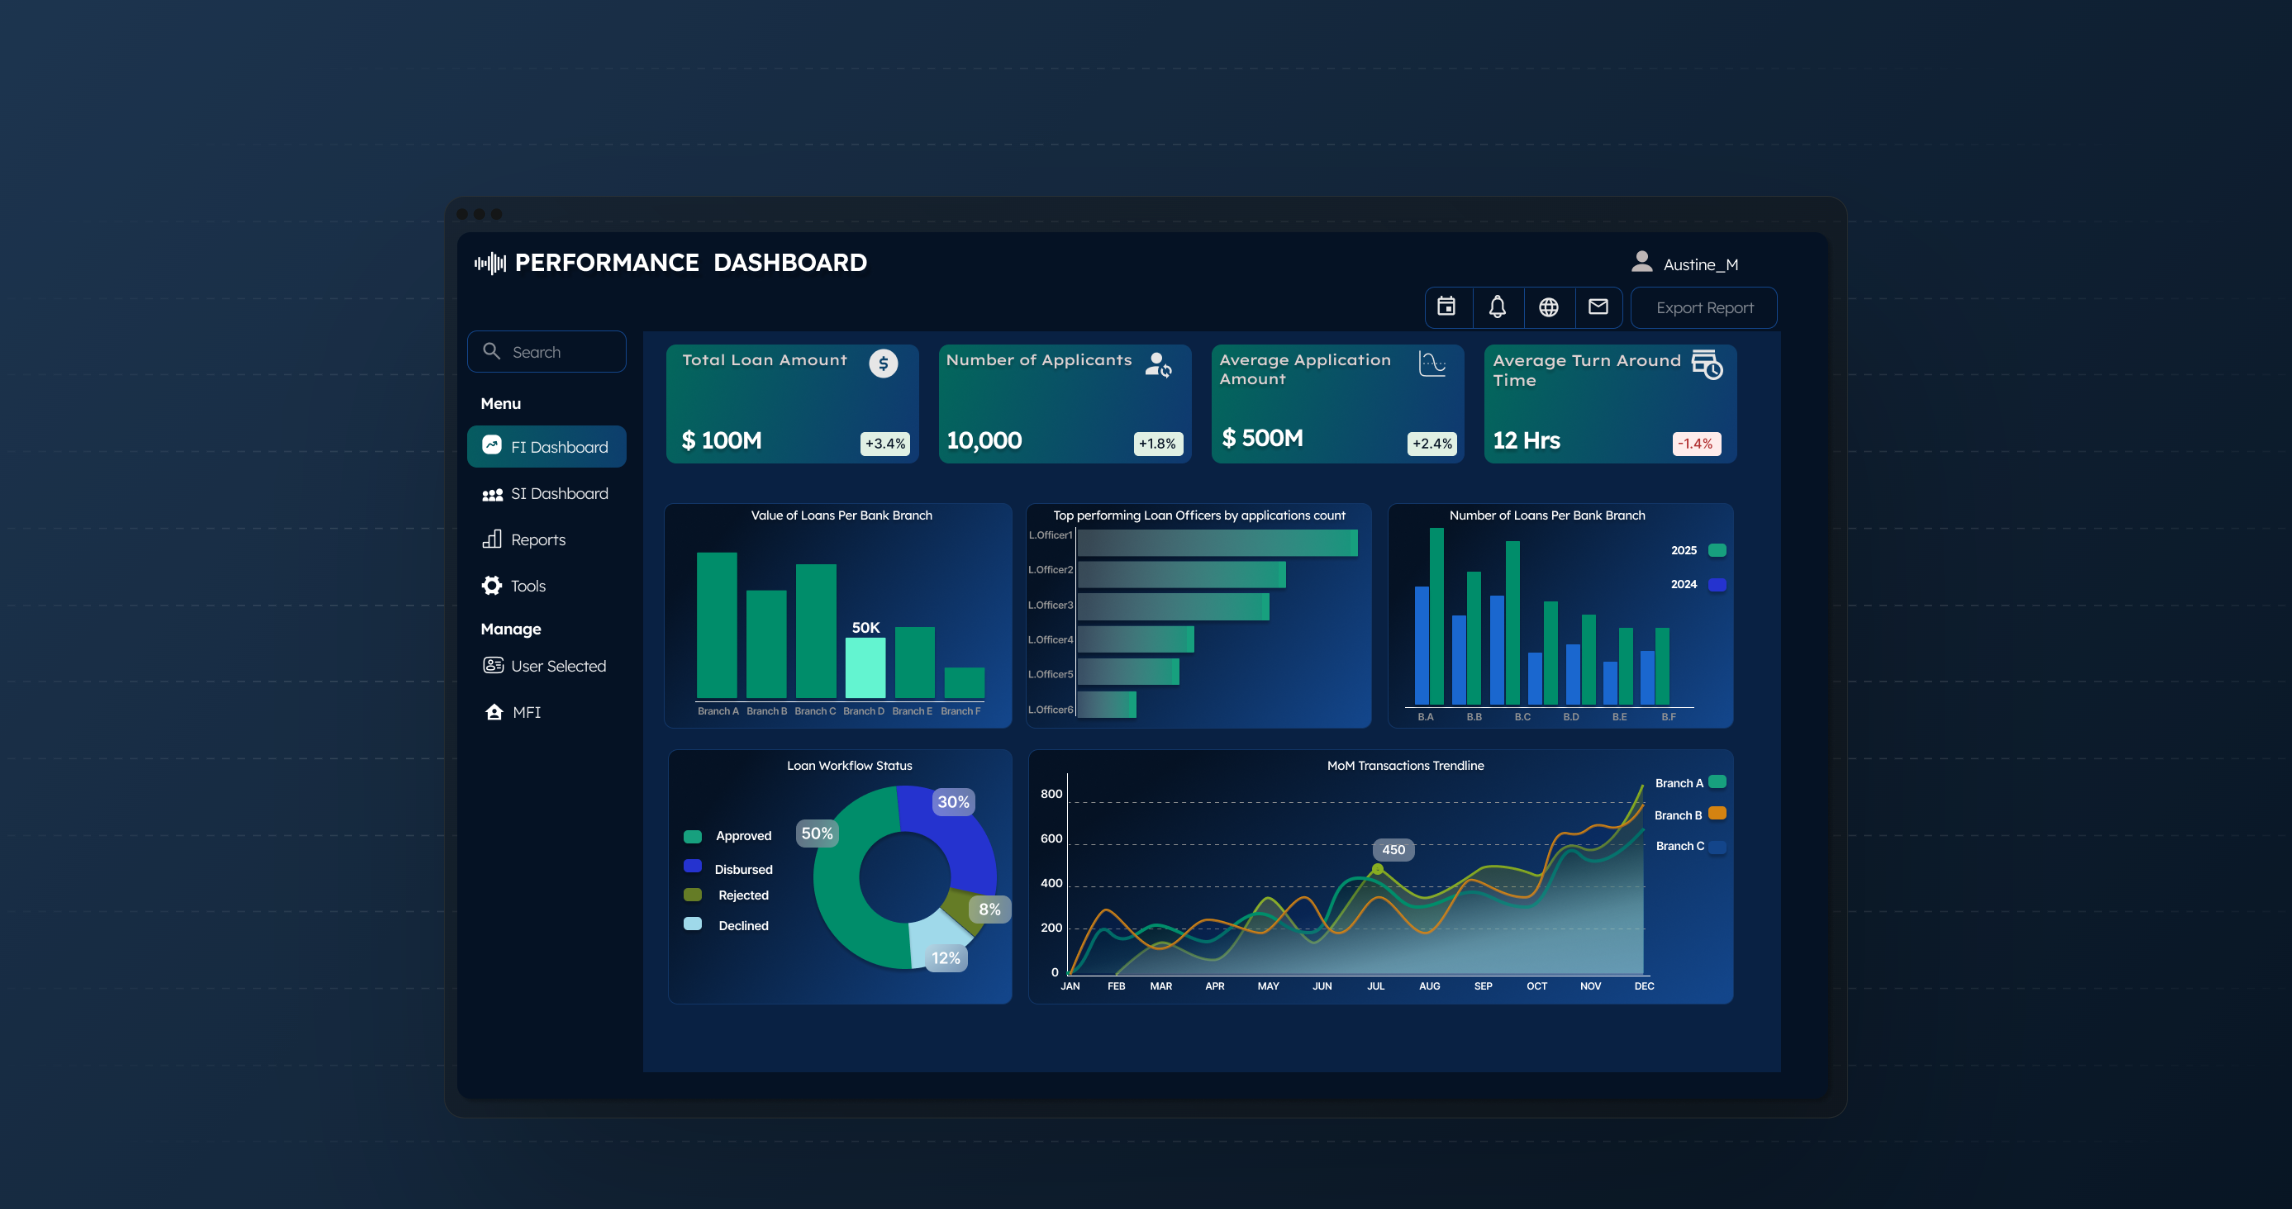 PERFORMANCE DASHBOARD
Austine_M
Export Report
Search
Menu
FI Dashboard
SI Dashboard
Reports
Tools
Manage
User Selected
MFI
Total Loan Amount
$
$ 100M
+3.4%
Number of Applicants
10,000
+1.8%
Average Application
Amount
$ 500M
+2.4%
Average Turn Around
Time
12 Hrs
-1.4%
Value of Loans Per Bank Branch
50K
Branch A Branch B Branch C Branch D Branch E Branch F
Top performing Loan Officers by applications count
L.Officer1
L.Officer2
L.Officer3
L.Officer4
L.Officer5
L.Officer6
Number of Loans Per Bank Branch
2025
2024
B.A B.B B.C B.D B.E B.F
Loan Workflow Status
Approved
Disbursed
Rejected
Declined
30%
50%
8%
12%
MoM Transactions Trendline
Branch A
Branch B
Branch C
800
600
400
200
0
450
JAN FEB MAR APR MAY JUN JUL AUG SEP OCT NOV DEC